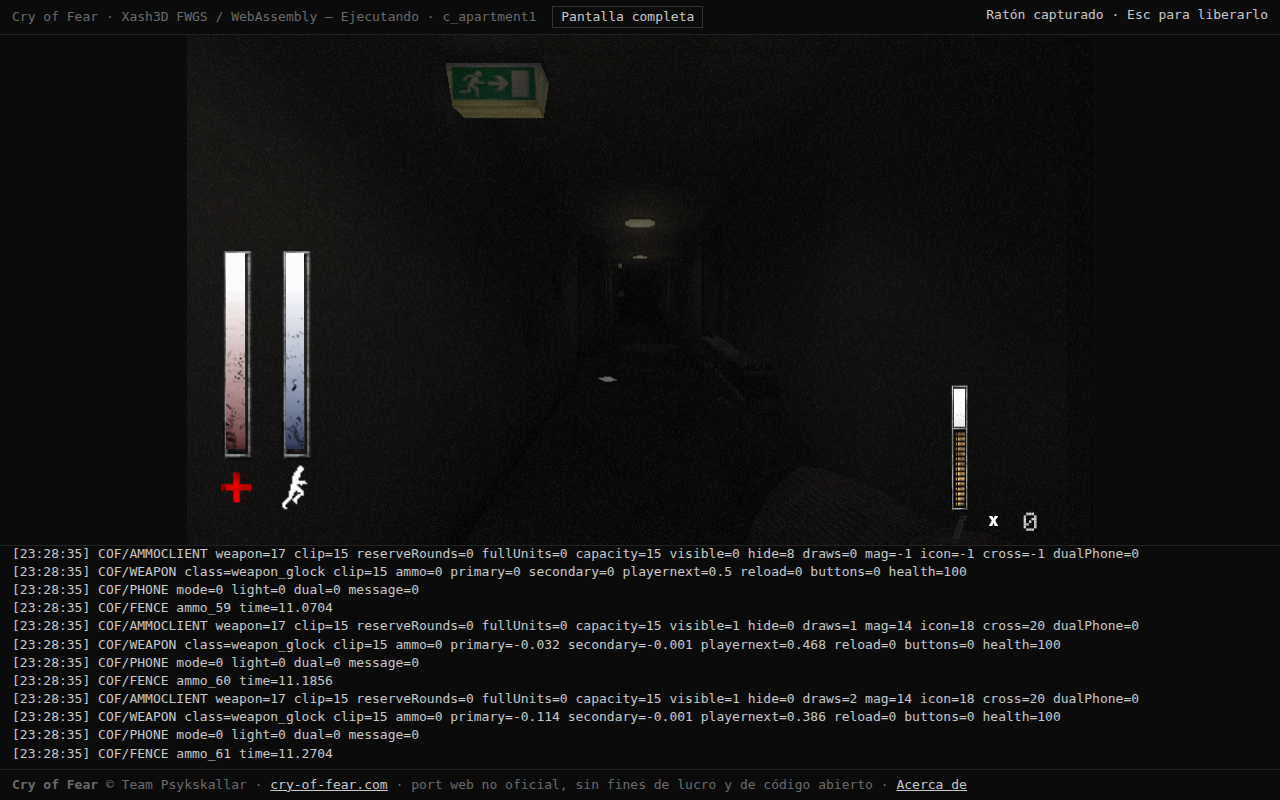 Cry of Fear · Xash3D FWGS / WebAssembly — Ejecutando · c_apartment1
Pantalla completa
Ratón capturado · Esc para liberarlo
x 0
[23:28:35] COF/AMMOCLIENT weapon=17 clip=15 reserveRounds=0 fullUnits=0 capacity=15 visible=0 hide=8 draws=0 mag=-1 icon=-1 cross=-1 dualPhone=0
[23:28:35] COF/WEAPON class=weapon_glock clip=15 ammo=0 primary=0 secondary=0 playernext=0.5 reload=0 buttons=0 health=100
[23:28:35] COF/PHONE mode=0 light=0 dual=0 message=0
[23:28:35] COF/FENCE ammo_59 time=11.0704
[23:28:35] COF/AMMOCLIENT weapon=17 clip=15 reserveRounds=0 fullUnits=0 capacity=15 visible=1 hide=0 draws=1 mag=14 icon=18 cross=20 dualPhone=0
[23:28:35] COF/WEAPON class=weapon_glock clip=15 ammo=0 primary=-0.032 secondary=-0.001 playernext=0.468 reload=0 buttons=0 health=100
[23:28:35] COF/PHONE mode=0 light=0 dual=0 message=0
[23:28:35] COF/FENCE ammo_60 time=11.1856
[23:28:35] COF/AMMOCLIENT weapon=17 clip=15 reserveRounds=0 fullUnits=0 capacity=15 visible=1 hide=0 draws=2 mag=14 icon=18 cross=20 dualPhone=0
[23:28:35] COF/WEAPON class=weapon_glock clip=15 ammo=0 primary=-0.114 secondary=-0.001 playernext=0.386 reload=0 buttons=0 health=100
[23:28:35] COF/PHONE mode=0 light=0 dual=0 message=0
[23:28:35] COF/FENCE ammo_61 time=11.2704
Cry of Fear © Team Psykskallar · cry-of-fear.com · port web no oficial, sin fines de lucro y de código abierto · Acerca de